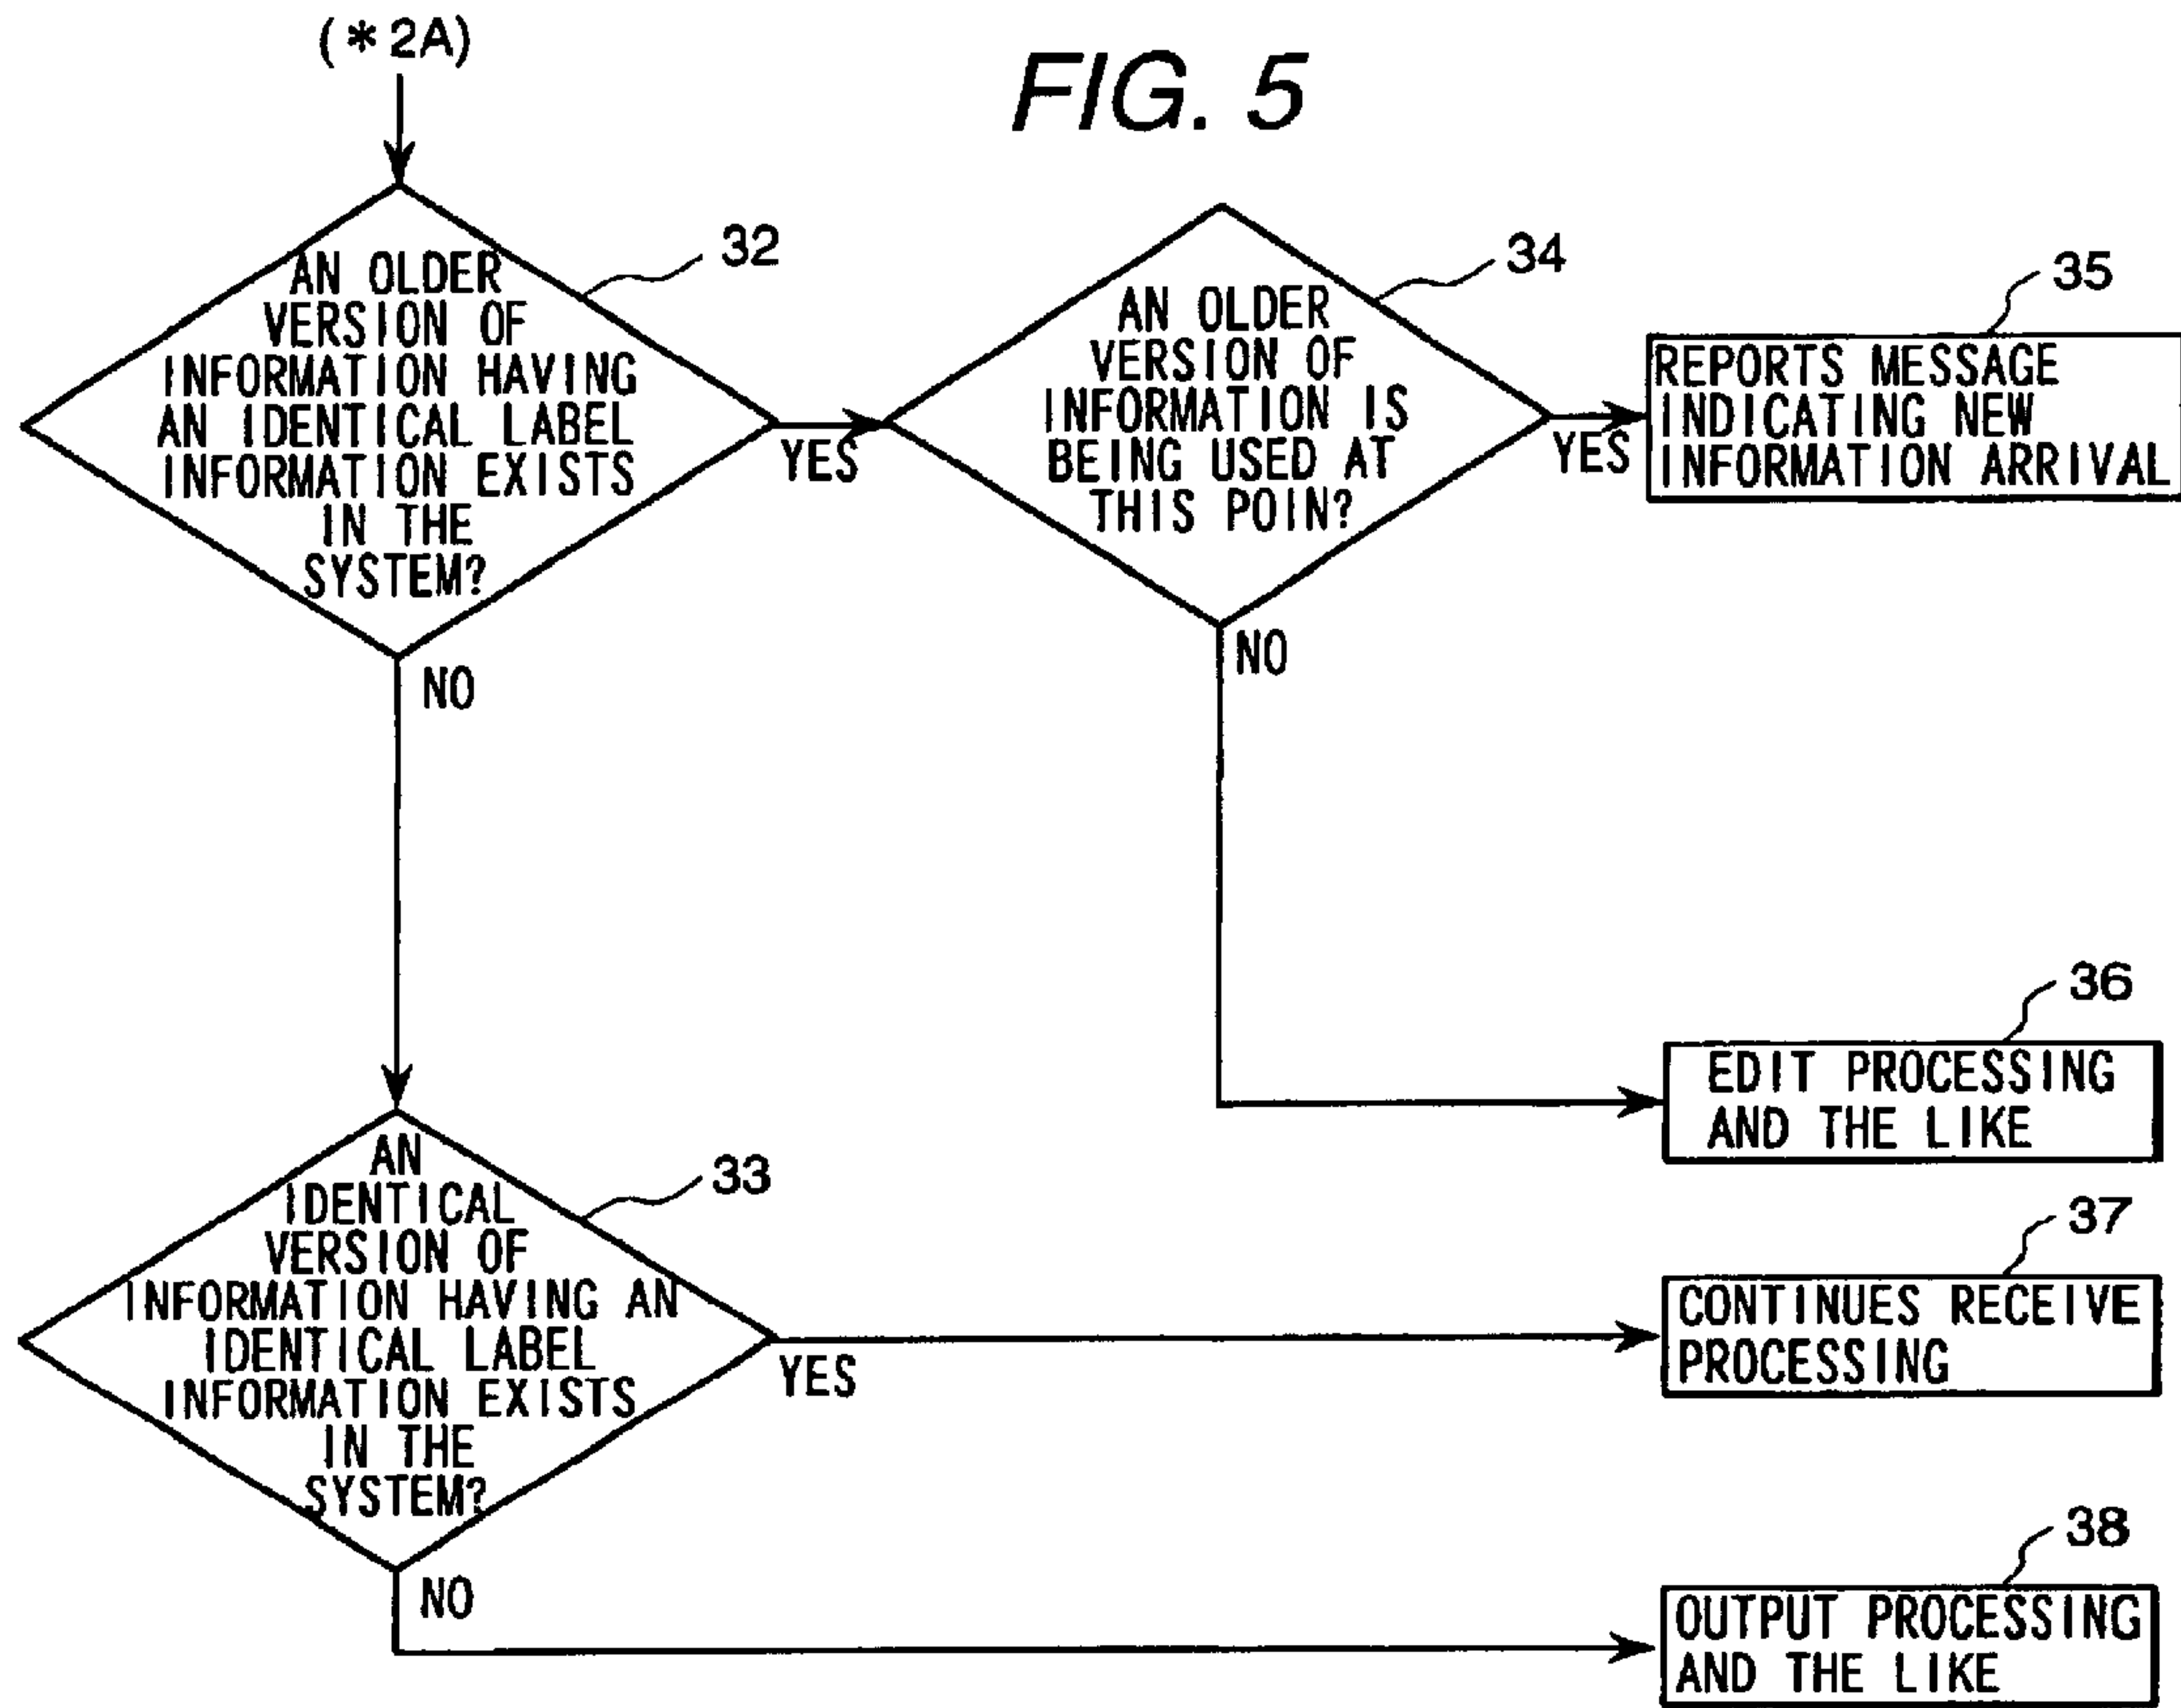 (*2A)
FIG. 5
32
AN OLDER
VERSION OF
INFORMATION HAVING
AN IDENTICAL LABEL
INFORMATION EXISTS
IN THE
SYSTEM?
YES
NO
34
AN OLDER
VERSION OF
INFORMATION IS
BEING USED AT
THIS POIN?
YES
NO
35
REPORTS MESSAGE
INDICATING NEW
INFORMATION ARRIVAL
36
EDIT PROCESSING
AND THE LIKE
33
AN
IDENTICAL
VERSION OF
INFORMATION HAVING AN
IDENTICAL LABEL
INFORMATION EXISTS
IN THE
SYSTEM?
YES
NO
37
CONTINUES RECEIVE
PROCESSING
38
OUTPUT PROCESSING
AND THE LIKE